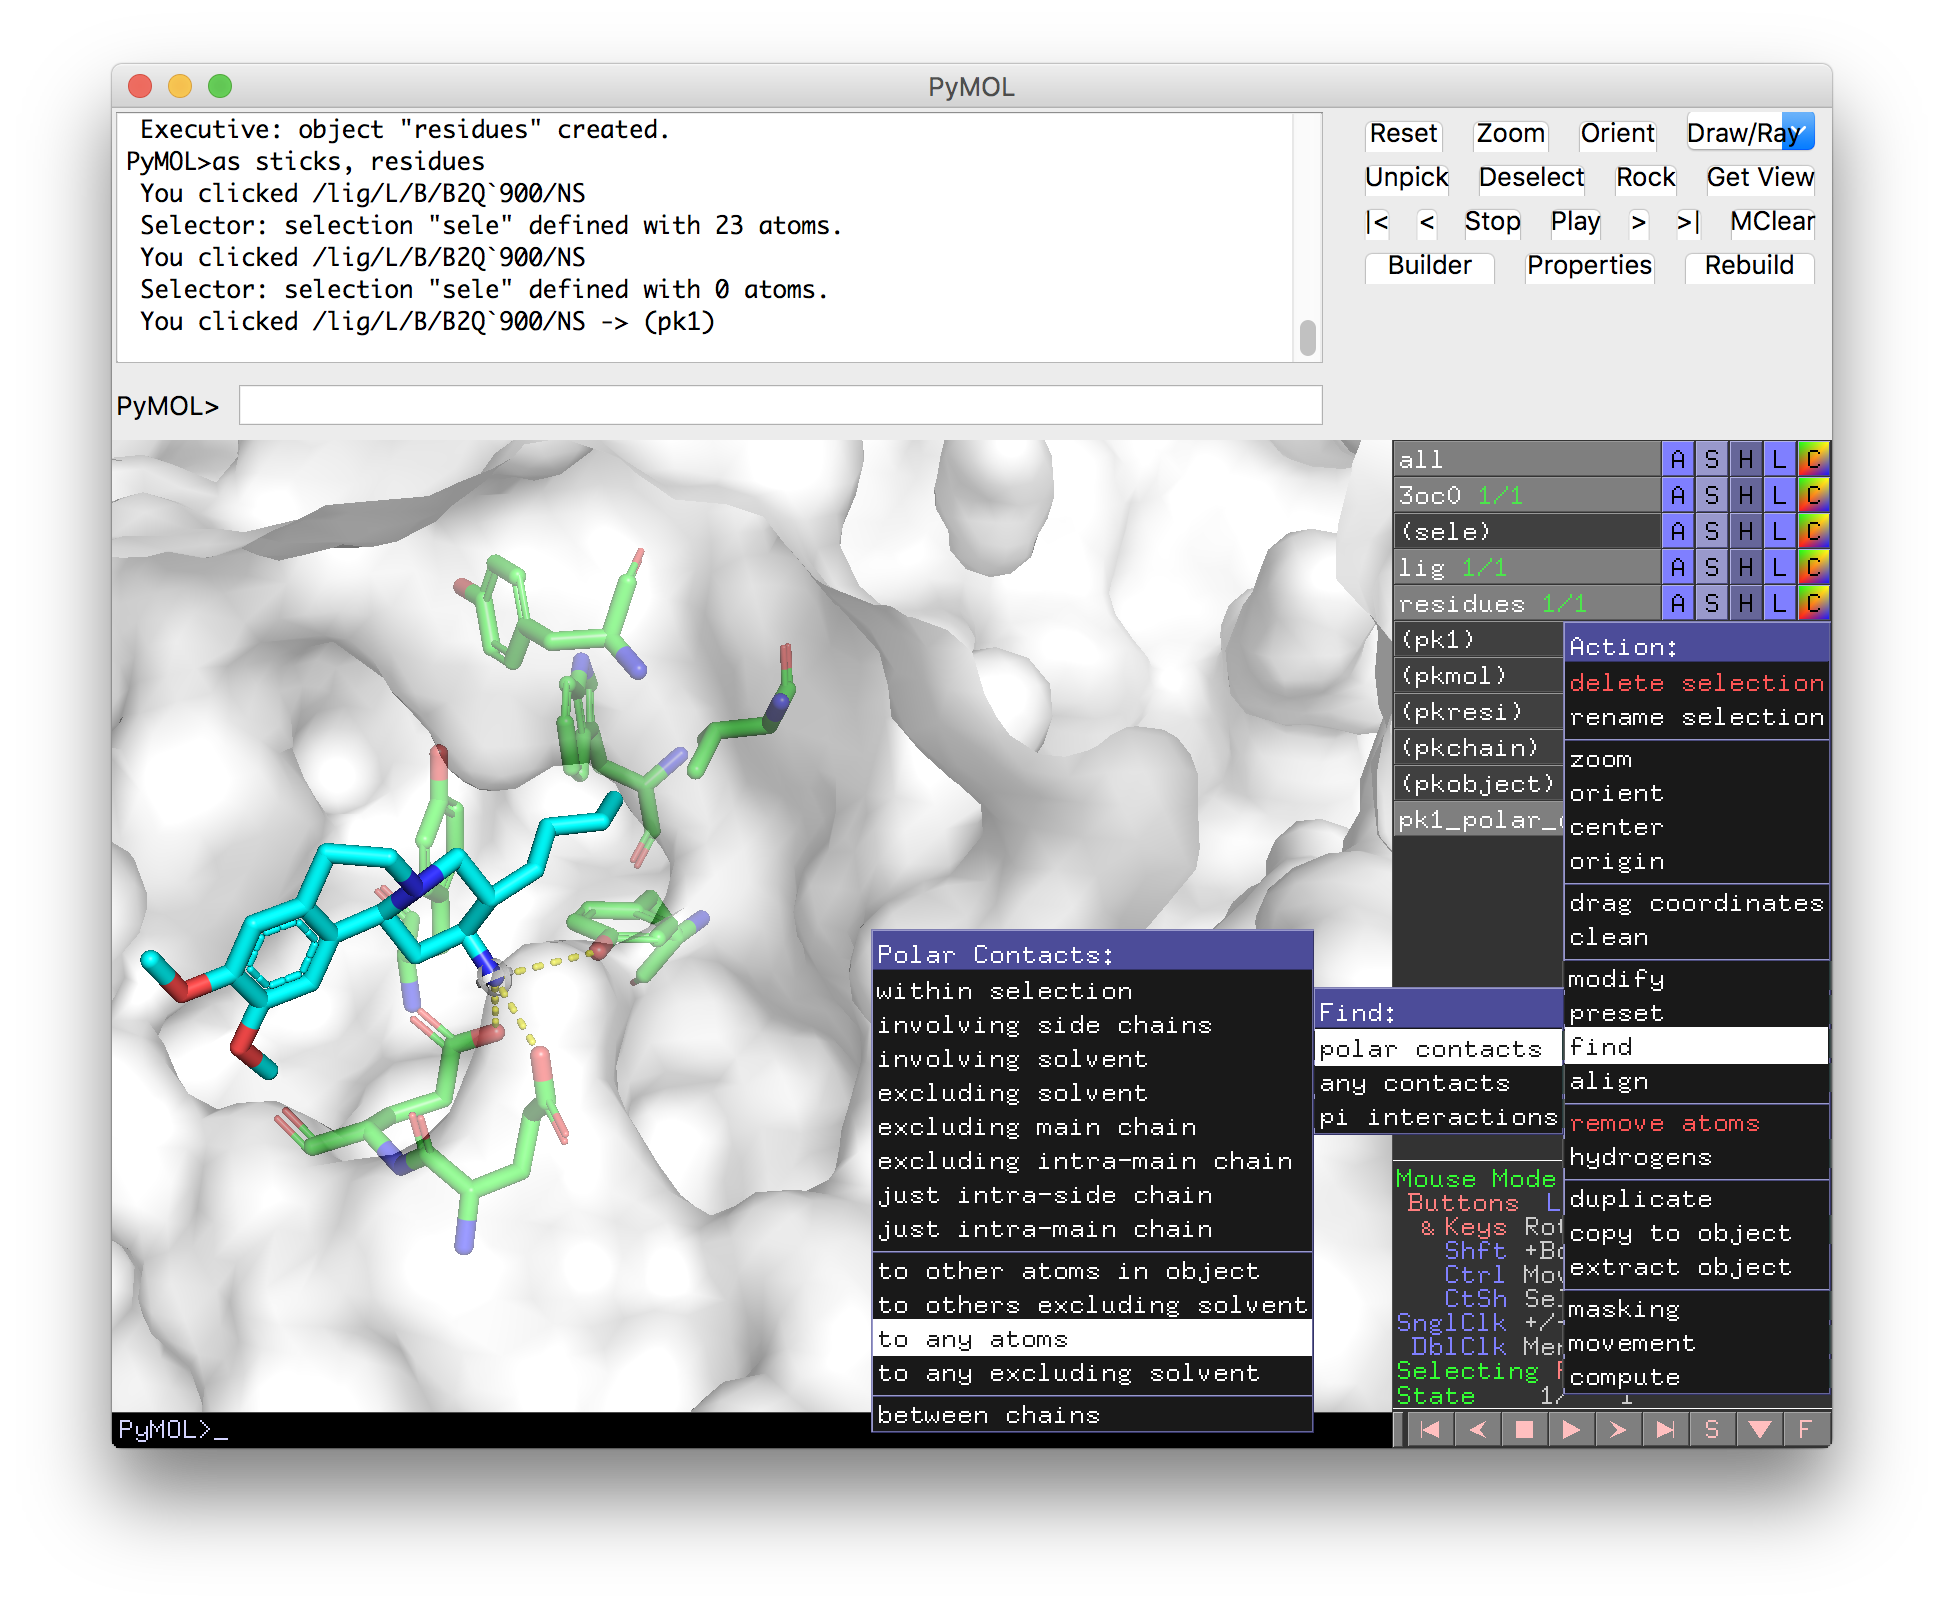 PyMOL
Executive: object "residues" created.
PyMOL>as sticks, residues
You clicked /lig/L/B/B2Q`900/NS
Selector: selection "sele" defined with 23 atoms.
You clicked /lig/L/B/B2Q`900/NS
Selector: selection "sele" defined with 0 atoms.
You clicked /lig/L/B/B2Q`900/NS -> (pk1)
Reset Zoom Orient Draw/Ray
Unpick Deselect Rock Get View
|< < Stop Play > >| MClear
Builder Properties Rebuild
PyMOL>
all A S H L C
3oc0 1/1 A S H L C
(sele) A S H L C
lig 1/1 A S H L C
residues 1/1 A S H L C
(pk1)
(pkmol)
(pkresi)
(pkchain)
(pkobject)
pk1_polar_
Action:
delete selection
rename selection
zoom
orient
center
origin
drag coordinates
clean
modify
preset
find
align
remove atoms
hydrogens
duplicate
copy to object
extract object
masking
movement
compute
Find:
polar contacts
any contacts
pi interactions
Polar Contacts:
within selection
involving side chains
involving solvent
excluding solvent
excluding main chain
excluding intra-main chain
just intra-side chain
just intra-main chain
to other atoms in object
to others excluding solvent
to any atoms
to any excluding solvent
between chains
Mouse Mode
Buttons L
& Keys Rot
Shft +Bo
Ctrl Mov
CtSh Sel
SnglClk +/-
DblClk Men
Selecting
State 1/ 1
PyMOL>_
S F